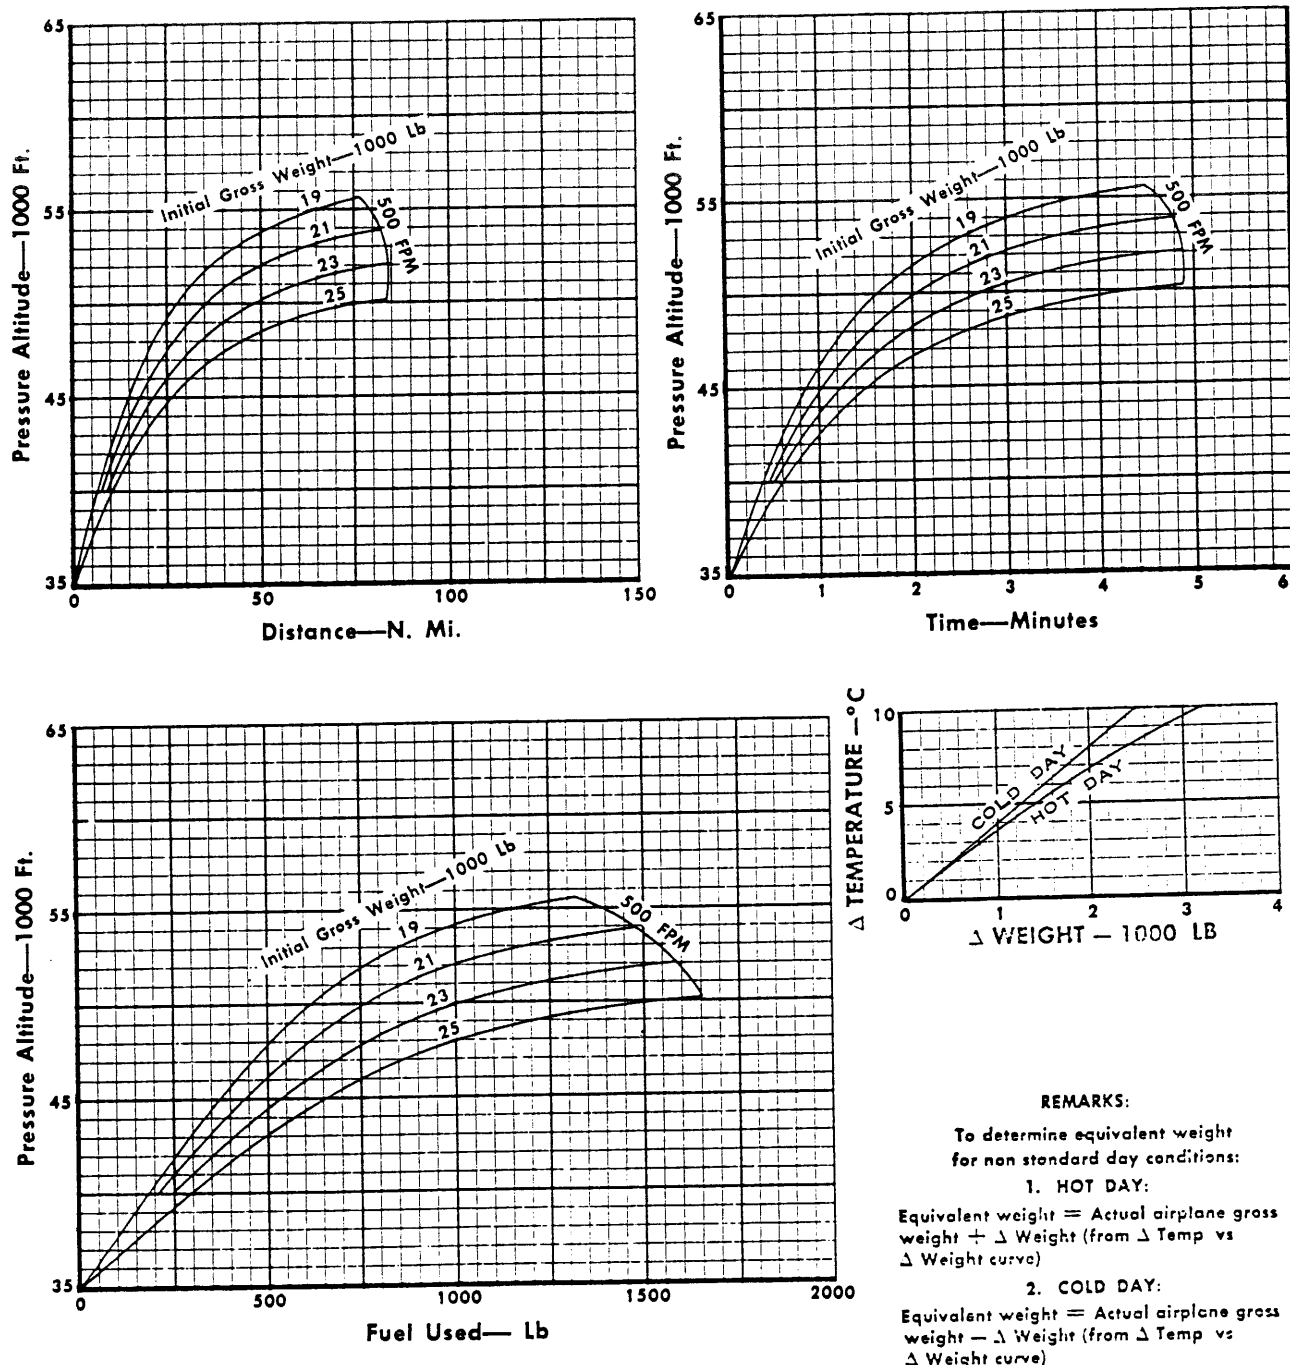 65
55
45
35
Pressure Altitude—1000 Ft.
Initial Gross Weight—1000 Lb
19
21
23
25
500 FPM
0
50
100
150
Distance—N. Mi.
65
55
45
35
Pressure Altitude—1000 Ft.
Initial Gross Weight—1000 Lb
19
21
23
25
500 FPM
0
1
2
3
4
5
6
Time—Minutes
65
55
45
35
Pressure Altitude—1000 Ft.
Initial Gross Weight—1000 Lb
19
21
23
25
500 FPM
0
500
1000
1500
2000
Fuel Used— Lb
10
5
0
Δ TEMPERATURE —°C
COLD DAY
HOT DAY
0
1
2
3
4
Δ WEIGHT — 1000 LB
REMARKS:
To determine equivalent weight
for non standard day conditions:
1. HOT DAY:
Equivalent weight = Actual airplane gross
weight + Δ Weight (from Δ Temp vs
Δ Weight curve)
2. COLD DAY:
Equivalent weight = Actual airplane gross
weight — Δ Weight (from Δ Temp vs
Δ Weight curve)